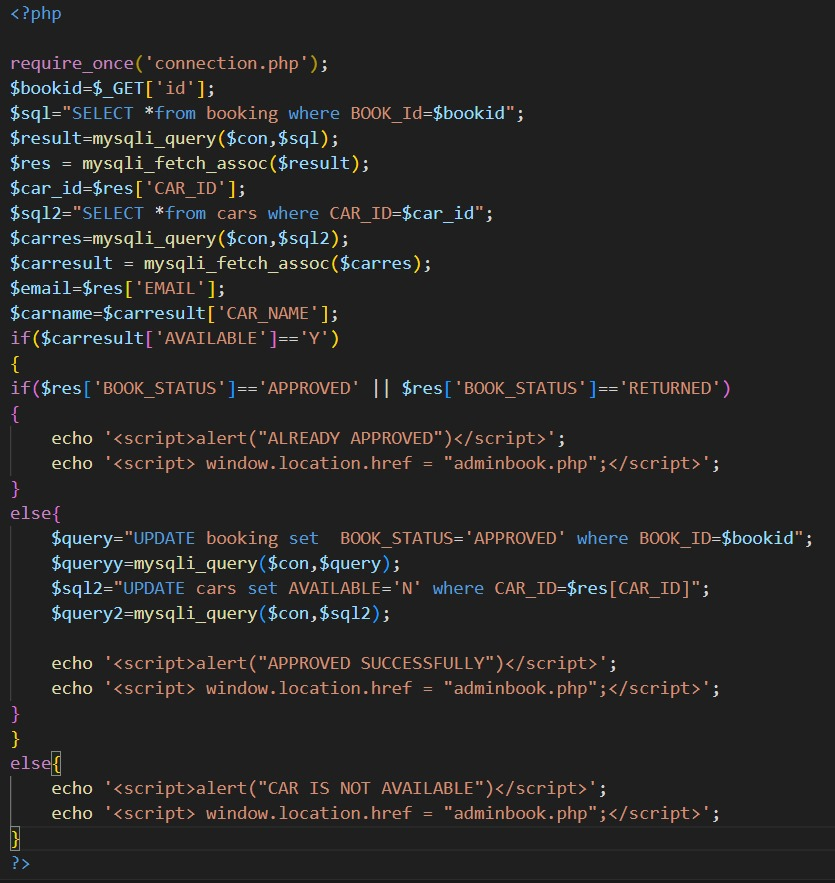 <?php
require_once('connection.php');
$bookid=$_GET['id'];
$sql="SELECT *from booking where BOOK_Id=$bookid";
$result=mysqli_query($con,$sql);
$res = mysqli_fetch_assoc($result);
$car_id=$res['CAR_ID'];
$sql2="SELECT *from cars where CAR_ID=$car_id";
$carres=mysqli_query($con,$sql2);
$carresult = mysqli_fetch_assoc($carres);
$email=$res['EMAIL'];
$carname=$carresult['CAR_NAME'];
if($carresult['AVAILABLE']=='Y')
{
if($res['BOOK_STATUS']=='APPROVED' || $res['BOOK_STATUS']=='RETURNED')
{
    echo '<script>alert("ALREADY APPROVED")</script>';
    echo '<script> window.location.href = "adminbook.php";</script>';
}
else{
    $query="UPDATE booking set  BOOK_STATUS='APPROVED' where BOOK_ID=$bookid";
    $queryy=mysqli_query($con,$query);
    $sql2="UPDATE cars set AVAILABLE='N' where CAR_ID=$res[CAR_ID]";
    $query2=mysqli_query($con,$sql2);
    echo '<script>alert("APPROVED SUCCESSFULLY")</script>';
    echo '<script> window.location.href = "adminbook.php";</script>';
}
}
else{
    echo '<script>alert("CAR IS NOT AVAILABLE")</script>';
    echo '<script> window.location.href = "adminbook.php";</script>';
}
?>